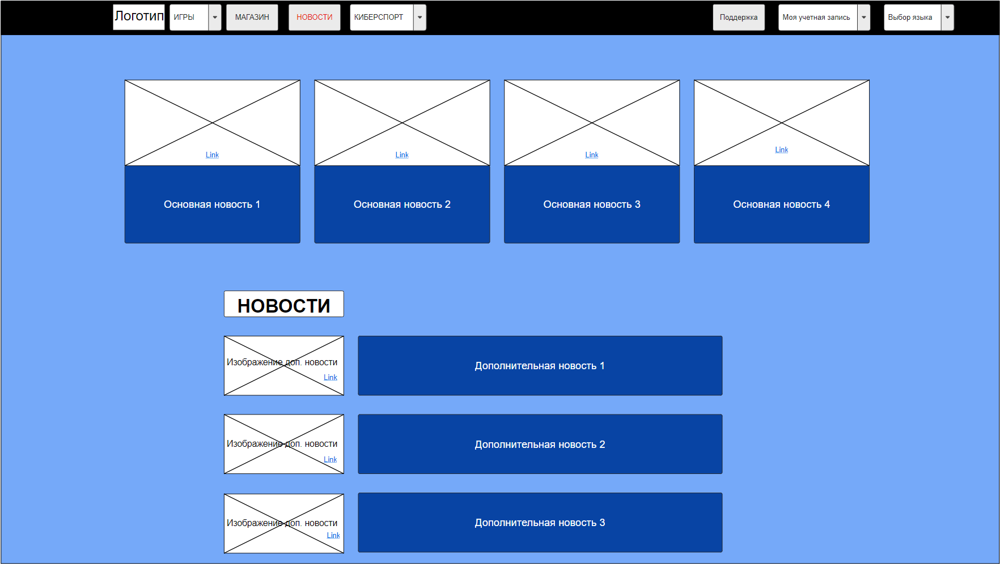 Логотип
ИГРЫ
МАГАЗИН
НОВОСТИ
КИБЕРСПОРТ
Поддержка
Моя учетная запись
Выбор языка
Link
Link
Link
Link
Основная новость 1
Основная новость 2
Основная новость 3
Основная новость 4
НОВОСТИ
Изображение доп. новости
Link
Дополнительная новость 1
Изображение доп. новости
Link
Дополнительная новость 2
Изображение доп. новости
Link
Дополнительная новость 3